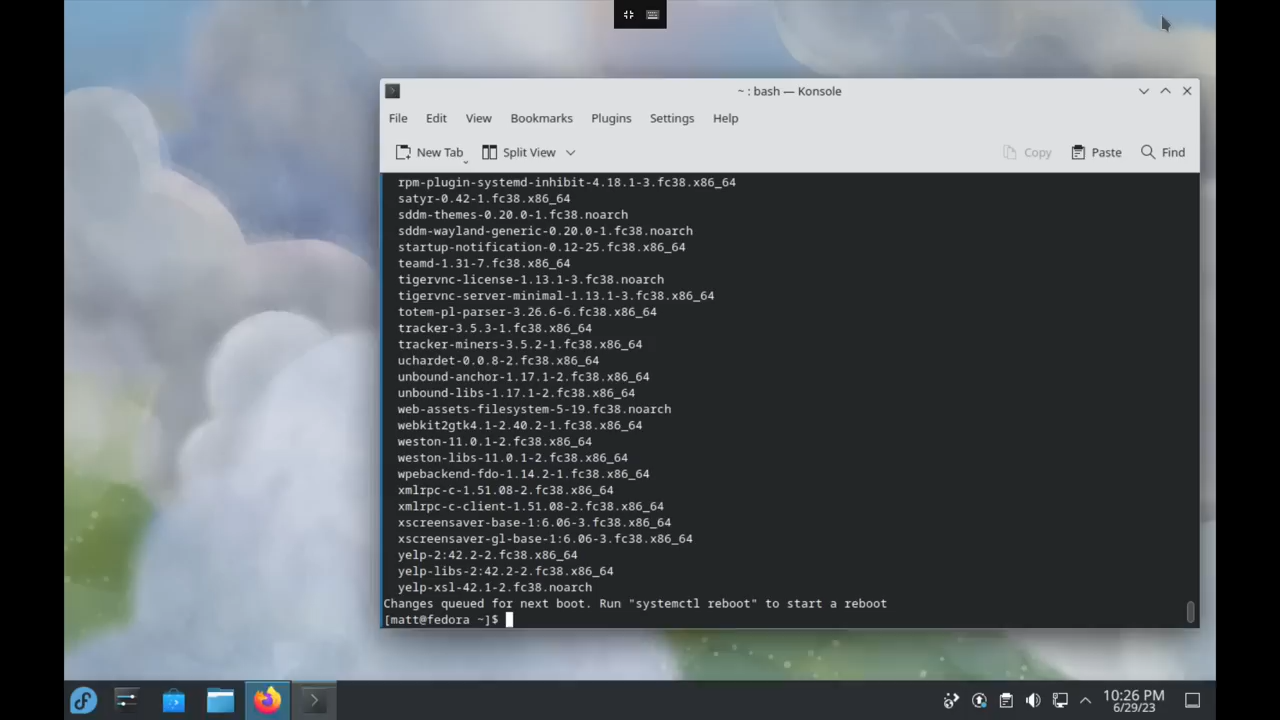 ~ : bash — Konsole
File Edit View Bookmarks Plugins Settings Help
New Tab Split View Copy Paste Find
rpm-plugin-systemd-inhibit-4.18.1-3.fc38.x86_64
satyr-0.42-1.fc38.x86_64
sddm-themes-0.20.0-1.fc38.noarch
sddm-wayland-generic-0.20.0-1.fc38.noarch
startup-notification-0.12-25.fc38.x86_64
teamd-1.31-7.fc38.x86_64
tigervnc-license-1.13.1-3.fc38.noarch
tigervnc-server-minimal-1.13.1-3.fc38.x86_64
totem-pl-parser-3.26.6-6.fc38.x86_64
tracker-3.5.3-1.fc38.x86_64
tracker-miners-3.5.2-1.fc38.x86_64
uchardet-0.0.8-2.fc38.x86_64
unbound-anchor-1.17.1-2.fc38.x86_64
unbound-libs-1.17.1-2.fc38.x86_64
web-assets-filesystem-5-19.fc38.noarch
webkit2gtk4.1-2.40.2-1.fc38.x86_64
weston-11.0.1-2.fc38.x86_64
weston-libs-11.0.1-2.fc38.x86_64
wpebackend-fdo-1.14.2-1.fc38.x86_64
xmlrpc-c-1.51.08-2.fc38.x86_64
xmlrpc-c-client-1.51.08-2.fc38.x86_64
xscreensaver-base-1:6.06-3.fc38.x86_64
xscreensaver-gl-base-1:6.06-3.fc38.x86_64
yelp-2:42.2-2.fc38.x86_64
yelp-libs-2:42.2-2.fc38.x86_64
yelp-xsl-42.1-2.fc38.noarch
Changes queued for next boot. Run "systemctl reboot" to start a reboot
[matt@fedora ~]$
10:26 PM
6/29/23